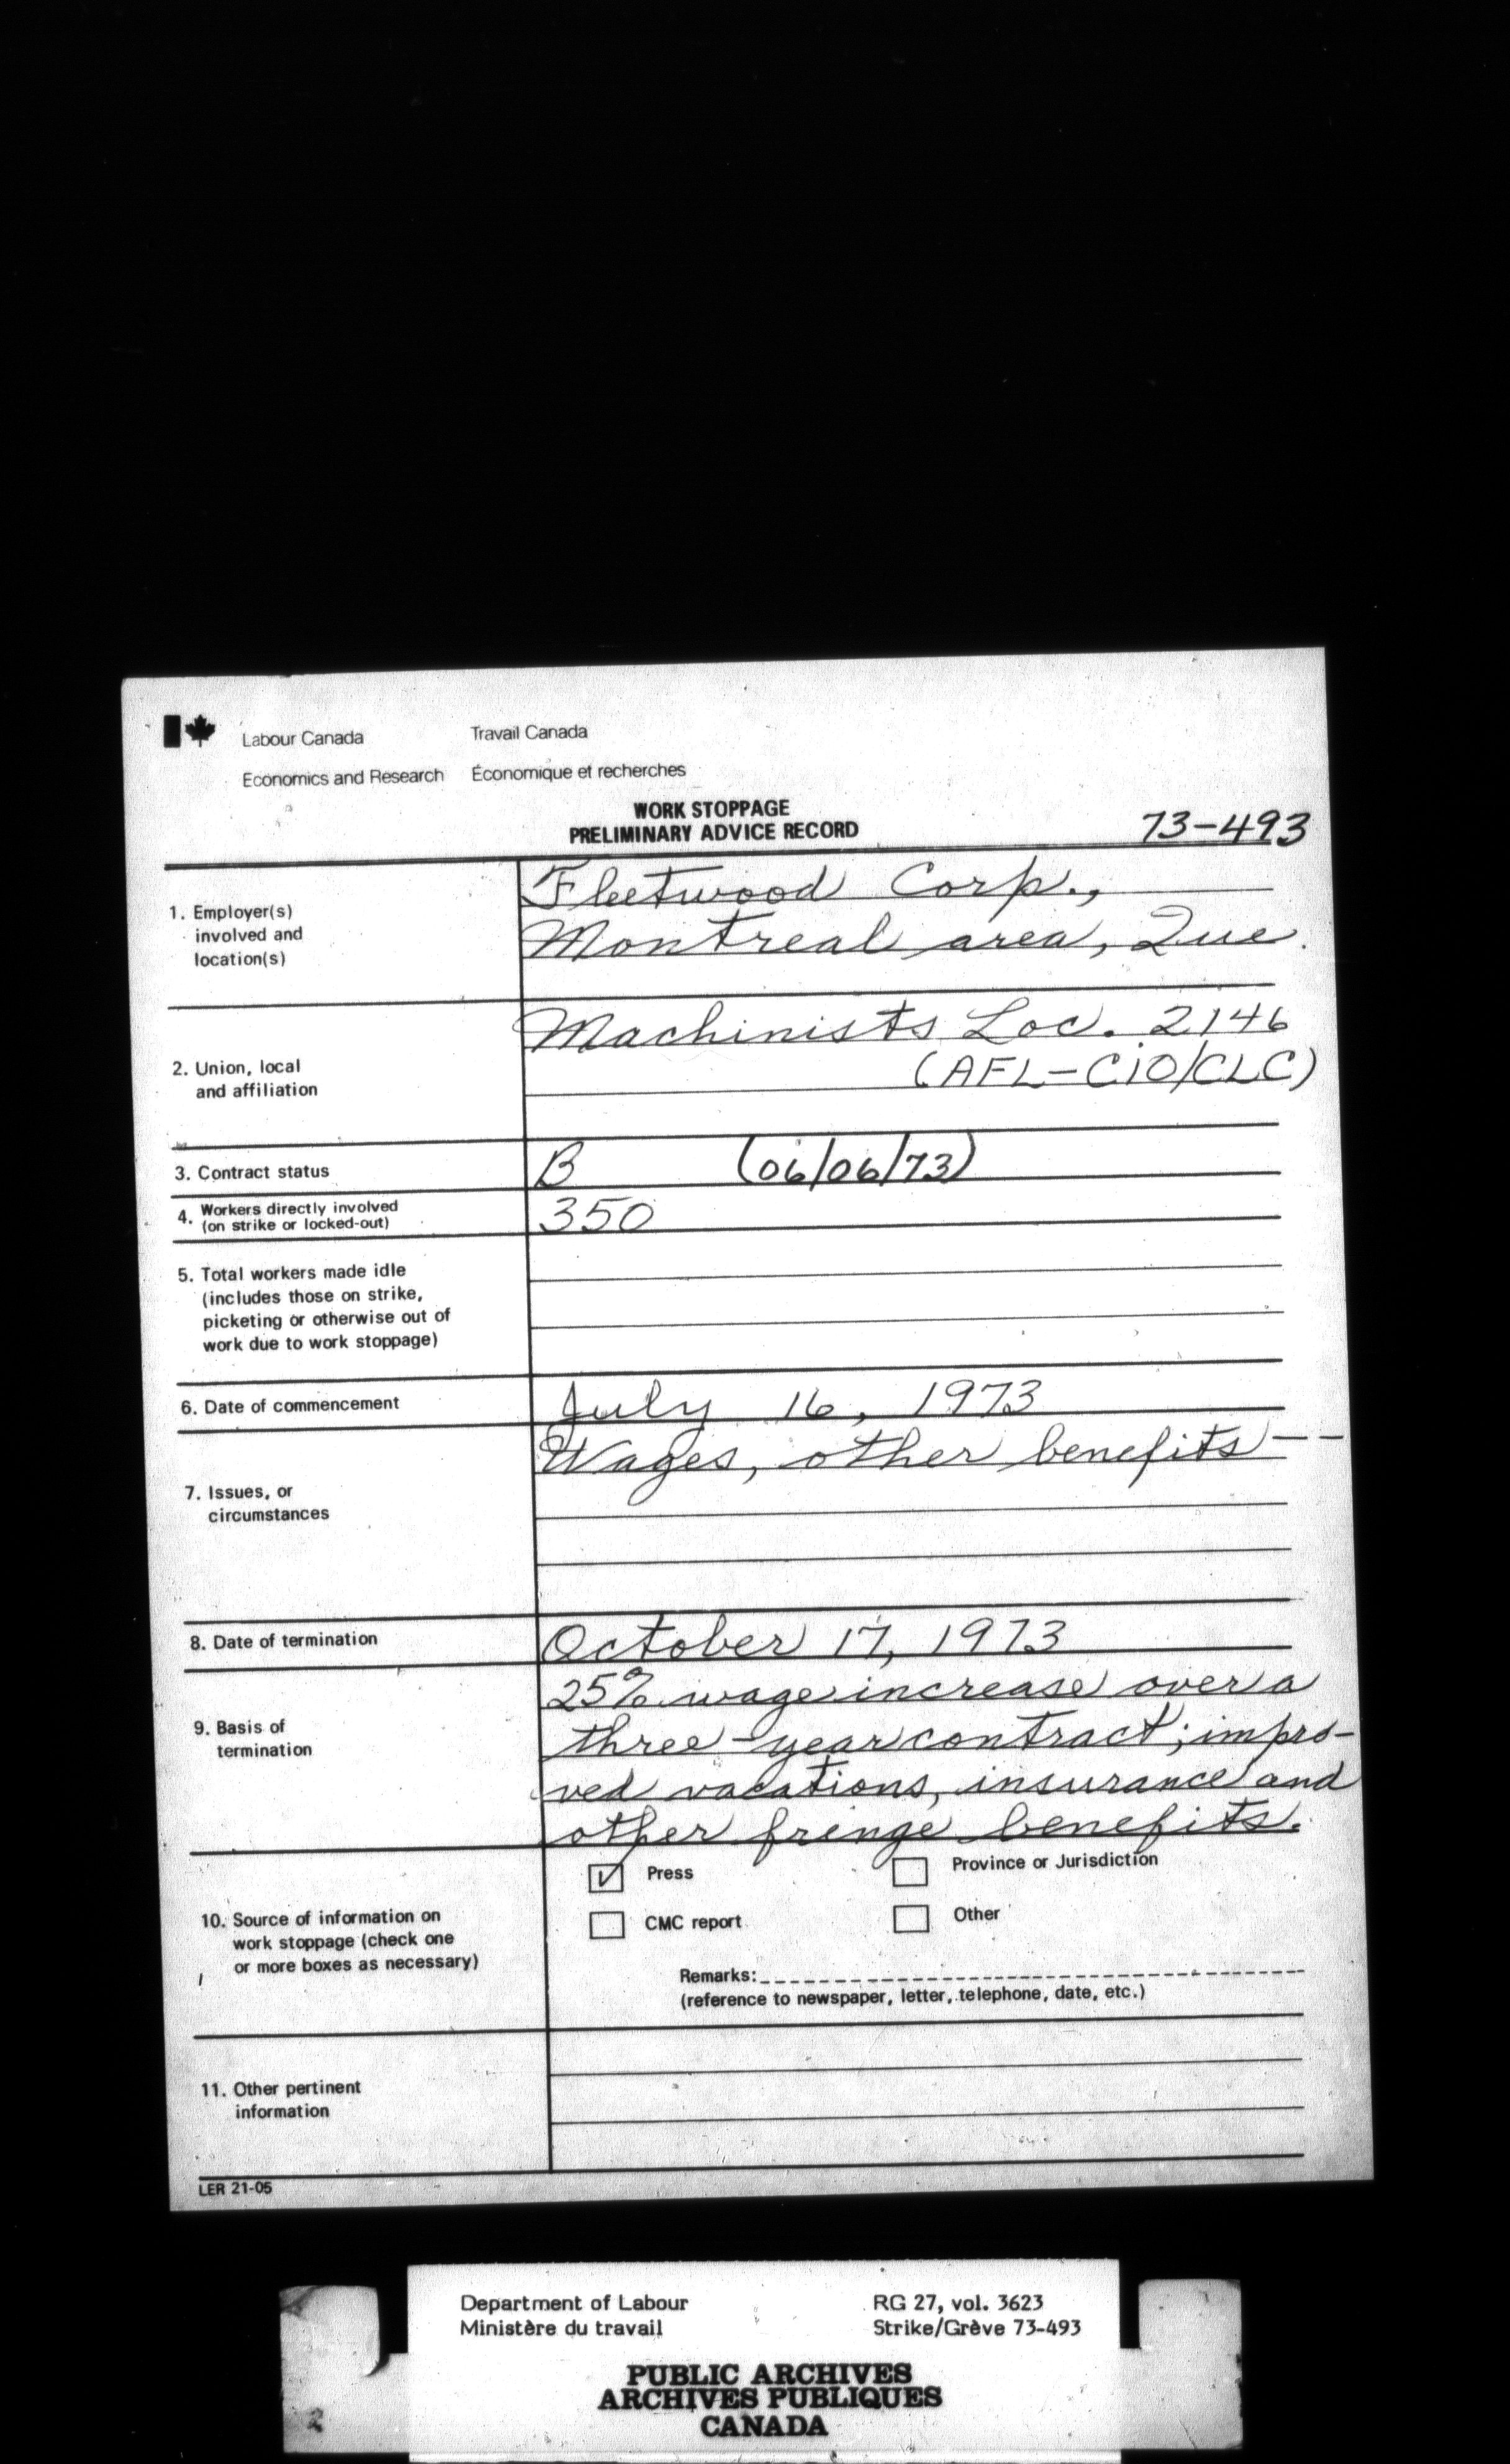 Labour Canada Travail Canada
Economics and Research Économique et recherches
WORK STOPPAGE
PRELIMINARY ADVICE RECORD
73-493
1. Employer(s)
involved and
location(s)
Fleetwood Corp.,
Montreal area, Que.
2. Union, local
and affiliation
Machinists Loc. 2146
(AFL-CIO/CLC)
3. Contract status
B (06/06/73)
4. Workers directly involved
(on strike or locked-out)
350
5. Total workers made idle
(includes those on strike,
picketing or otherwise out of
work due to work stoppage)
6. Date of commencement
July 16, 1973
7. Issues, or
circumstances
Wages, other benefits--
8. Date of termination
October 17, 1973
9. Basis of
termination
25% wage increase over a
three-year contract; impro-
ved vacations, insurance and
other fringe benefits.
10. Source of information on
work stoppage (check one
or more boxes as necessary)
Press Province or Jurisdiction
CMC report Other
Remarks:
(reference to newspaper, letter, telephone, date, etc.)
11. Other pertinent
information
LER 21-05
Department of Labour RG 27, vol. 3623
Ministère du travail Strike/Grève 73-493
PUBLIC ARCHIVES
ARCHIVES PUBLIQUES
CANADA
2